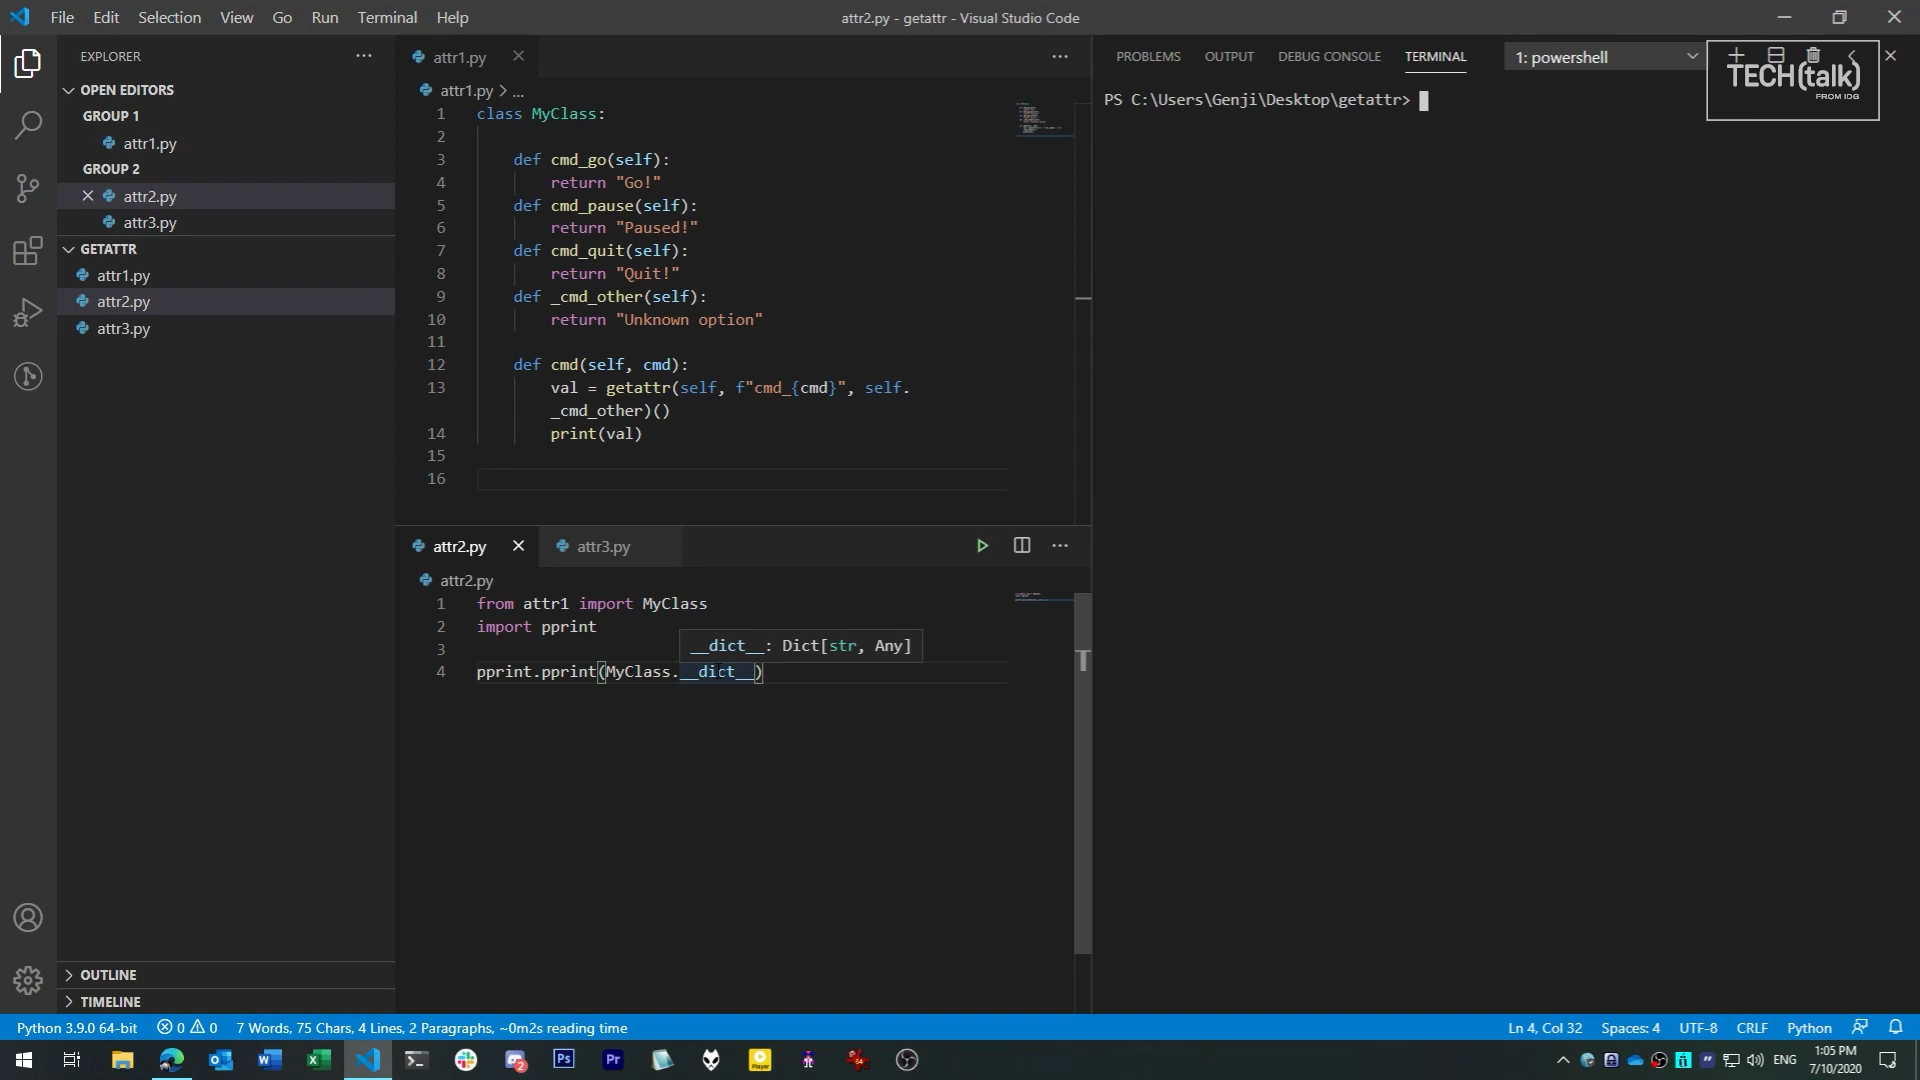 File Edit Selection View Go Run Terminal Help
attr2.py - getattr - Visual Studio Code
EXPLORER
OPEN EDITORS
GROUP 1
attr1.py
GROUP 2
attr2.py
attr3.py
GETATTR
attr1.py
attr2.py
attr3.py
OUTLINE
TIMELINE
attr1.py
attr1.py > ...
1 class MyClass:
2
3 def cmd_go(self):
4 return "Go!"
5 def cmd_pause(self):
6 return "Paused!"
7 def cmd_quit(self):
8 return "Quit!"
9 def _cmd_other(self):
10 return "Unknown option"
11
12 def cmd(self, cmd):
13 val = getattr(self, f"cmd_{cmd}", self.
_cmd_other)()
14 print(val)
15
16
attr2.py attr3.py
attr2.py
1 from attr1 import MyClass
2 import pprint
3
__dict__: Dict[str, Any]
4 pprint.pprint(MyClass.__dict__)
PROBLEMS OUTPUT DEBUG CONSOLE TERMINAL 1: powershell
TECH(talk)
FROM IDG
PS C:\Users\Genji\Desktop\getattr>
Python 3.9.0 64-bit 0 0 7 Words, 75 Chars, 4 Lines, 2 Paragraphs, ~0m2s reading time Ln 4, Col 32 Spaces: 4 UTF-8 CRLF Python
ENG
1:05 PM
7/10/2020